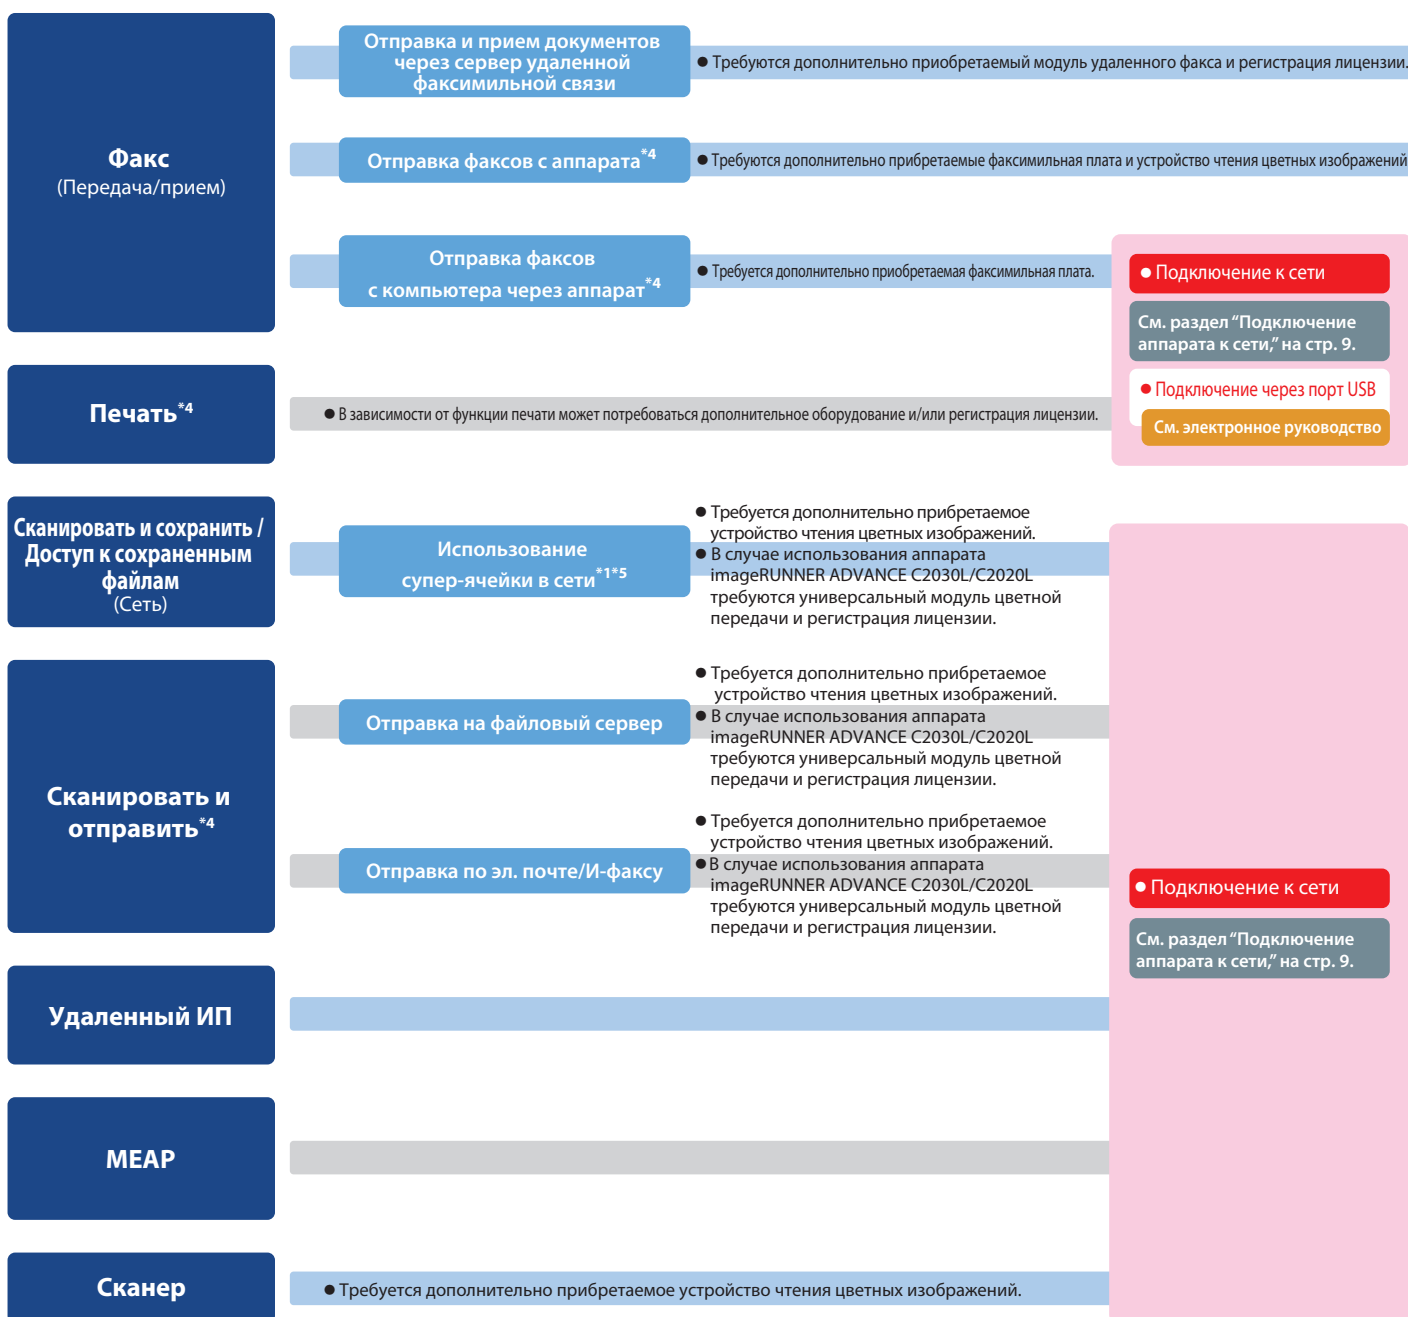 Факс
(Передача/прием)
Отправка и прием документов
через сервер удаленной
факсимильной связи
● Требуются дополнительно приобретаемый модуль удаленного факса и регистрация лицензии.
Отправка факсов с аппарата*4
● Требуются дополнительно прибретаемые факсимильная плата и устройство чтения цветных изображений
Отправка факсов
с компьютера через аппарат*4
● Требуется дополнительно приобретаемая факсимильная плата.
● Подключение к сети
См. раздел “Подключение
аппарата к сети,” на стр. 9.
● Подключение через порт USB
См. электронное руководство
Печать*4
● В зависимости от функции печати может потребоваться дополнительное оборудование и/или регистрация лицензии.
Сканировать и сохранить /
Доступ к сохраненным
файлам
(Сеть)
Использование
супер-ячейки в сети*1*5
● Требуется дополнительно прибретаемое
устройство чтения цветных изображений.
● В случае использования аппарата
imageRUNNER ADVANCE C2030L/C2020L
требуются универсальный модуль цветной
передачи и регистрация лицензии.
Сканировать и
отправить*4
Отправка на файловый сервер
● Требуется дополнительно прибретаемое
устройство чтения цветных изображений.
● В случае использования аппарата
imageRUNNER ADVANCE C2030L/C2020L
требуются универсальный модуль цветной
передачи и регистрация лицензии.
Отправка по эл. почте/И-факсу
● Требуется дополнительно прибретаемое
устройство чтения цветных изображений.
● В случае использования аппарата
imageRUNNER ADVANCE C2030L/C2020L
требуются универсальный модуль цветной
передачи и регистрация лицензии.
● Подключение к сети
См. раздел “Подключение
аппарата к сети,” на стр. 9.
Удаленный ИП
MEAP
Сканер
● Требуется дополнительно прибретаемое устройство чтения цветных изображений.